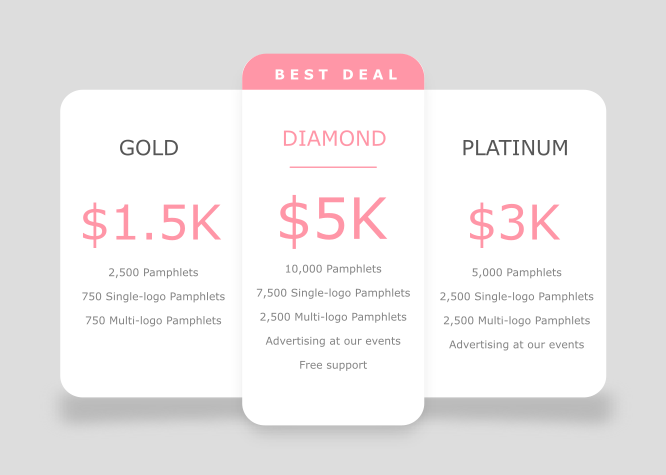 BEST DEAL
GOLD
$1.5K
2,500 Pamphlets
750 Single-logo Pamphlets
750 Multi-logo Pamphlets
DIAMOND
$5K
10,000 Pamphlets
7,500 Single-logo Pamphlets
2,500 Multi-logo Pamphlets
Advertising at our events
Free support
PLATINUM
$3K
5,000 Pamphlets
2,500 Single-logo Pamphlets
2,500 Multi-logo Pamphlets
Advertising at our events